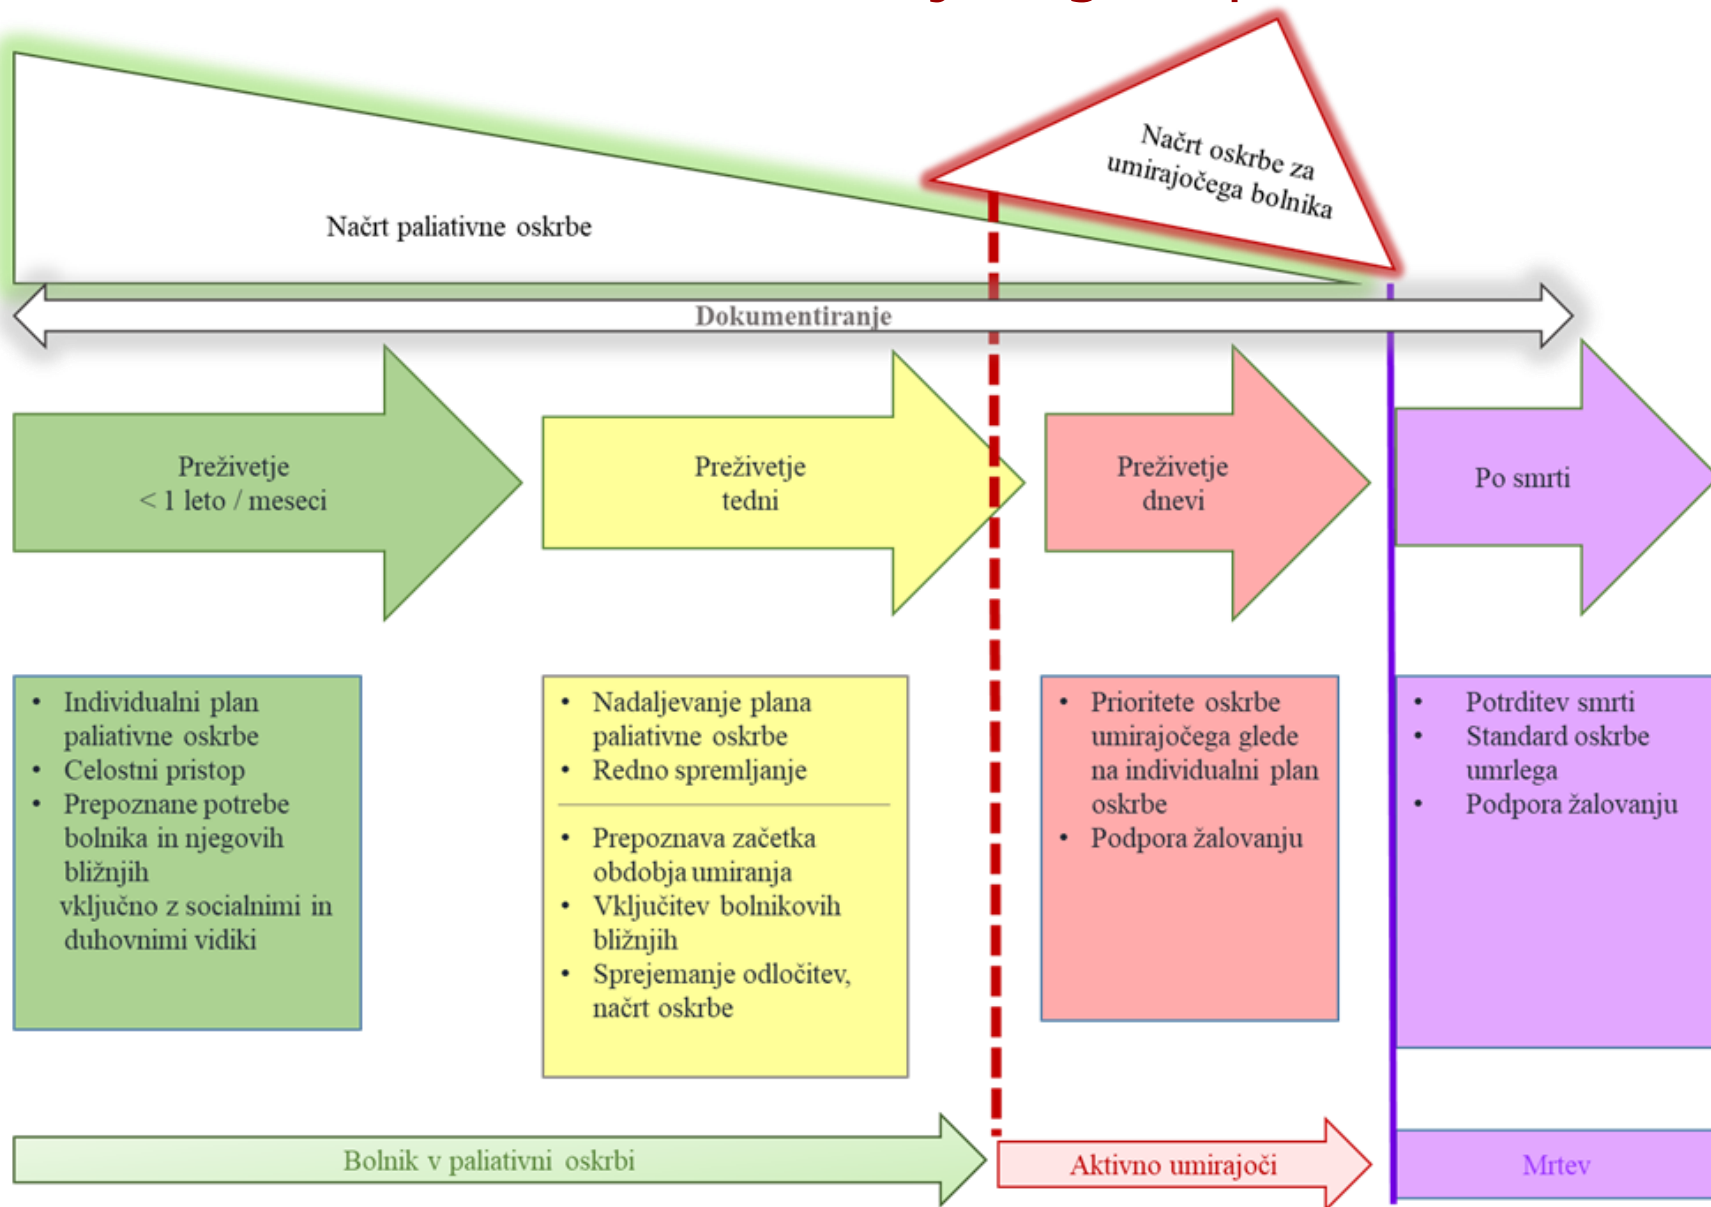 Načrt oskrbe za
umirajočega bolnika
Načrt paliativne oskrbe
Dokumentiranje
Preživetje
< 1 leto / meseci
Preživetje
tedni
Preživetje
dnevi
Po smrti
• Individualni plan
paliativne oskrbe
• Celostni pristop
• Prepoznane potrebe
bolnika in njegovih
bližnjih
vključno z socialnimi in
duhovnimi vidiki
• Nadaljevanje plana
paliativne oskrbe
• Redno spremljanje
• Prepoznava začetka
obdobja umiranja
• Vključitev bolnikovih
bližnjih
• Sprejemanje odločitev,
načrt oskrbe
• Prioritete oskrbe
umirajočega glede
na individualni plan
oskrbe
• Podpora žalovanju
• Potrditev smrti
• Standard oskrbe
umrlega
• Podpora žalovanju
Bolnik v paliativni oskrbi
Aktivno umirajoči
Mrtev